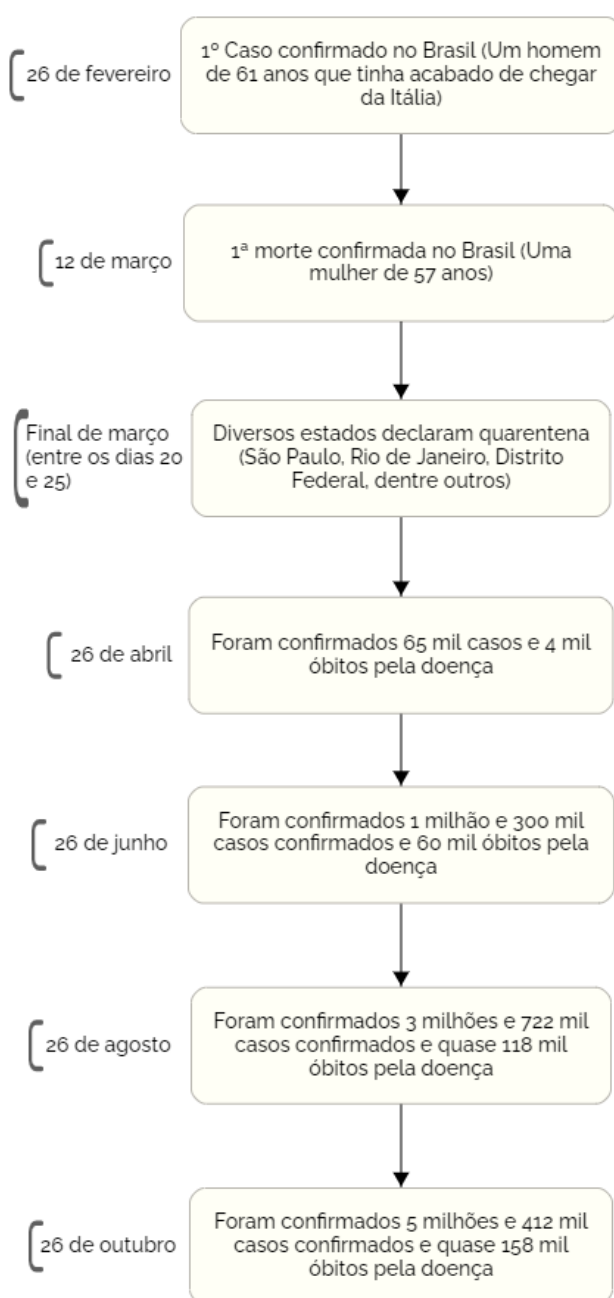 26 de fevereiro
1º Caso confirmado no Brasil (Um homem
de 61 anos que tinha acabado de chegar
da Itália)
12 de março
1ª morte confirmada no Brasil (Uma
mulher de 57 anos)
Final de março
(entre os dias 20
e 25)
Diversos estados declaram quarentena
(São Paulo, Rio de Janeiro, Distrito
Federal, dentre outros)
26 de abril
Foram confirmados 65 mil casos e 4 mil
óbitos pela doença
26 de junho
Foram confirmados 1 milhão e 300 mil
casos confirmados e 60 mil óbitos pela
doença
26 de agosto
Foram confirmados 3 milhões e 722 mil
casos confirmados e quase 118 mil
óbitos pela doença
26 de outubro
Foram confirmados 5 milhões e 412 mil
casos confirmados e quase 158 mil
óbitos pela doença